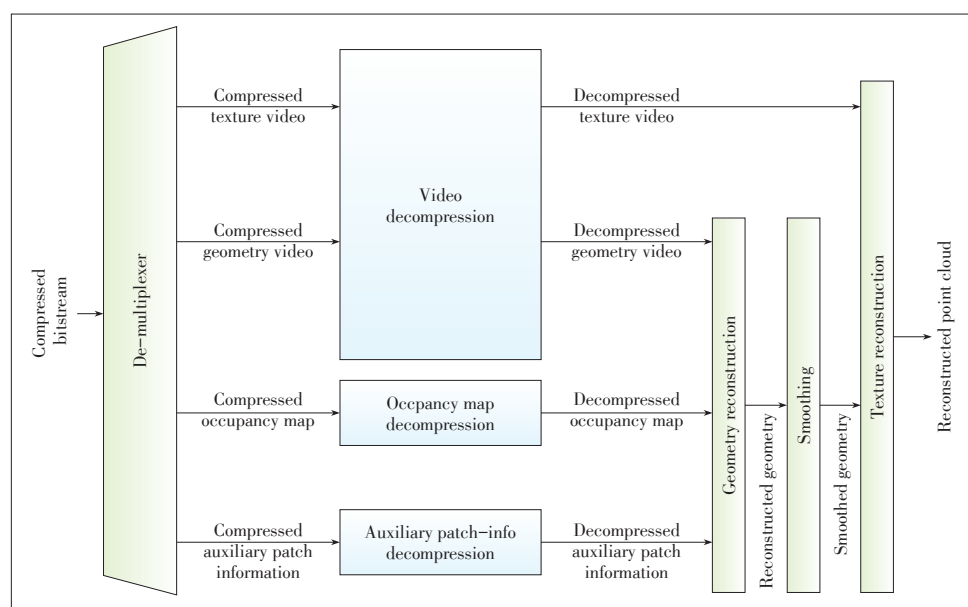 Compressed
bitstream
De-multiplexer
Compressed
texture video
Compressed
geometry video
Compressed
occupancy map
Compressed
auxiliary patch
information
Video
decompression
Occpancy map
decompression
Auxiliary patch-info
decompression
Decompressed
texture video
Decompressed
geometry video
Decompressed
occupancy map
Decompressed
auxiliary patch
information
Geometry reconstruction
Reconstructed geometry
Smoothing
Smoothed geometry
Texture reconstruction
Reconstructed point cloud